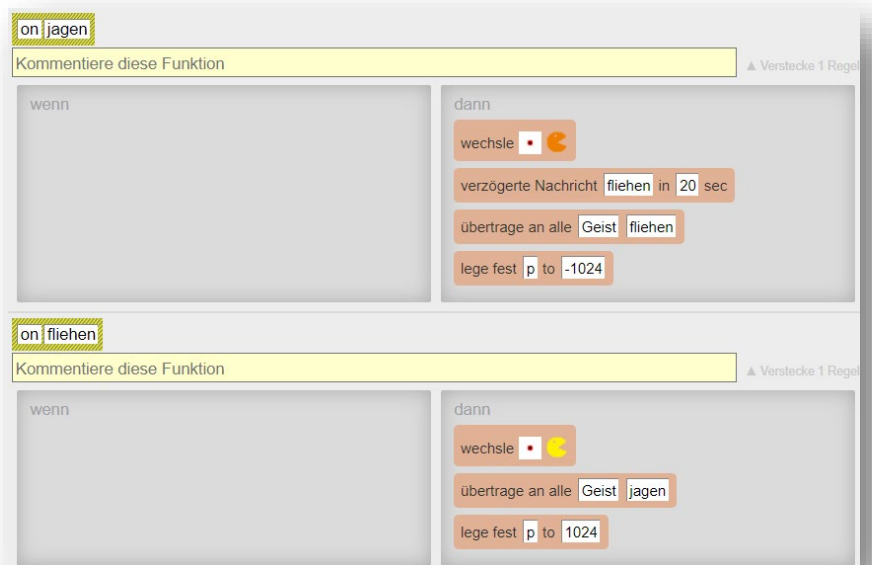 on jagen
Kommentiere diese Funktion
▲ Verstecke 1 Regel
wenn
dann
wechsle
verzögerte Nachricht fliehen in 20 sec
übertrage an alle Geist fliehen
lege fest p to -1024
on fliehen
Kommentiere diese Funktion
▲ Verstecke 1 Regel
wenn
dann
wechsle
übertrage an alle Geist jagen
lege fest p to 1024